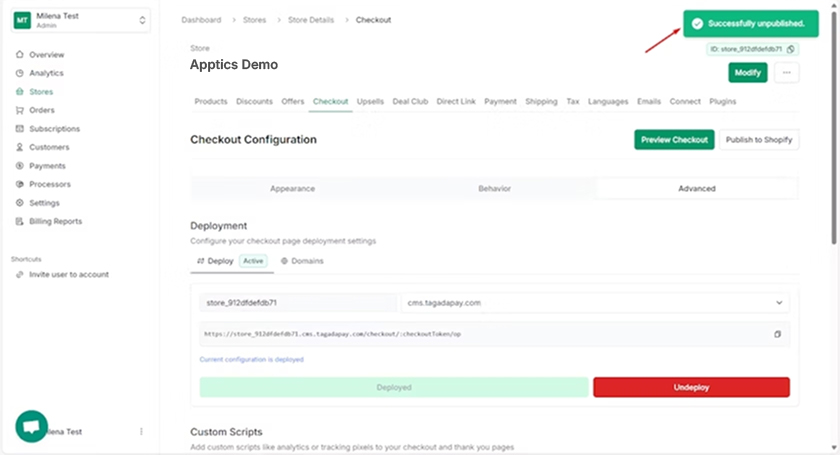 MT Milena Test
Admin
Dashboard > Stores > Store Details > Checkout
Successfully unpublished.
Store
ID: store_912dfdefdb71
Apptics Demo
Modify ...
Overview
Analytics
Stores
Orders
Subscriptions
Customers
Payments
Processors
Settings
Billing Reports
Shortcuts
Invite user to account
lena Test
Products Discounts Offers Checkout Upsells Deal Club Direct Link Payment Shipping Tax Languages Emails Connect Plugins
Checkout Configuration
Preview Checkout Publish to Shopify
Appearance Behavior Advanced
Deployment
Configure your checkout page deployment settings
Deploy Active Domains
store_912dfdefdb71 cms.tagadapay.com
https://store_912dfdefdb71.cms.tagadapay.com/checkout/:checkoutToken/op
Current configuration is deployed
Deployed Undeploy
Custom Scripts
Add custom scripts like analytics or tracking pixels to your checkout and thank you pages